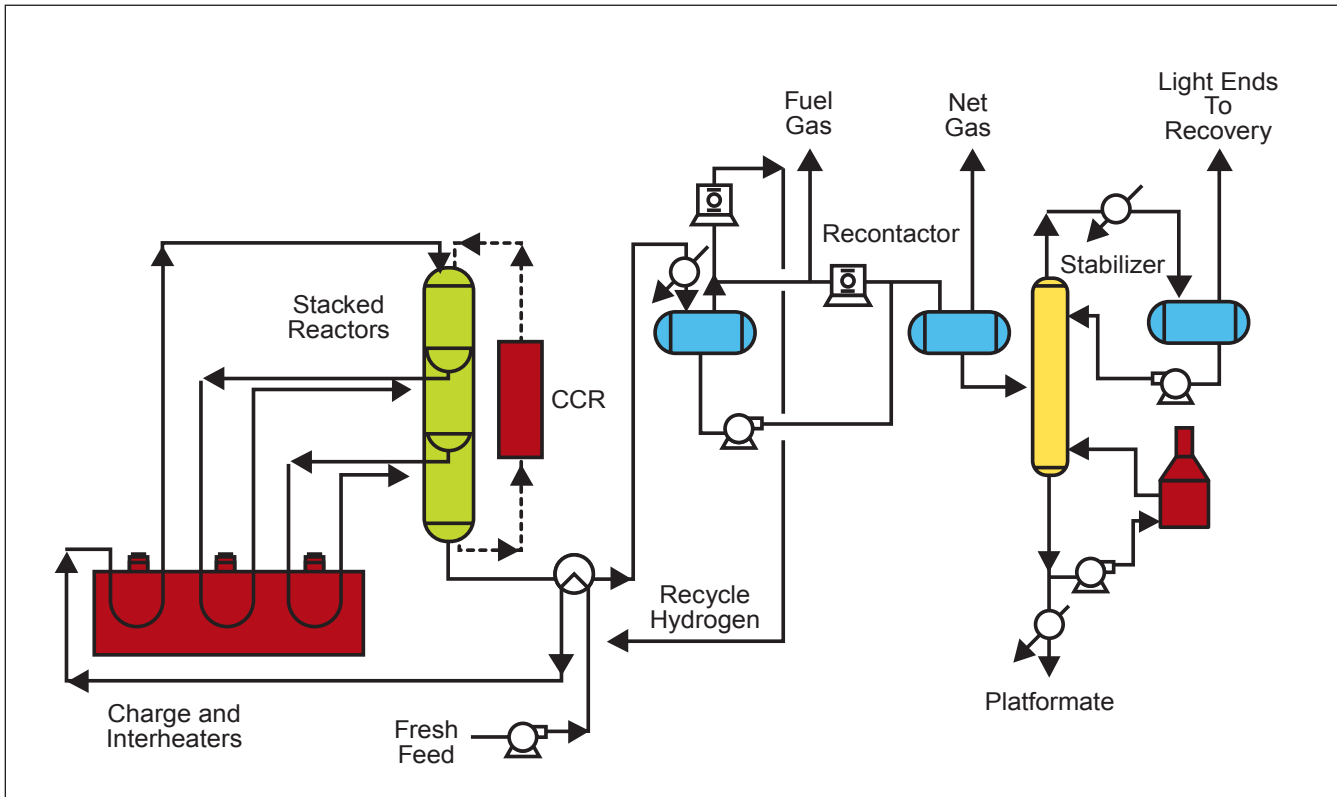 Fuel
Gas
Net
Gas
Light Ends
To
Recovery
Recontactor
Stabilizer
Stacked
Reactors
CCR
Recycle
Hydrogen
Charge and
Interheaters
Fresh
Feed
Platformate